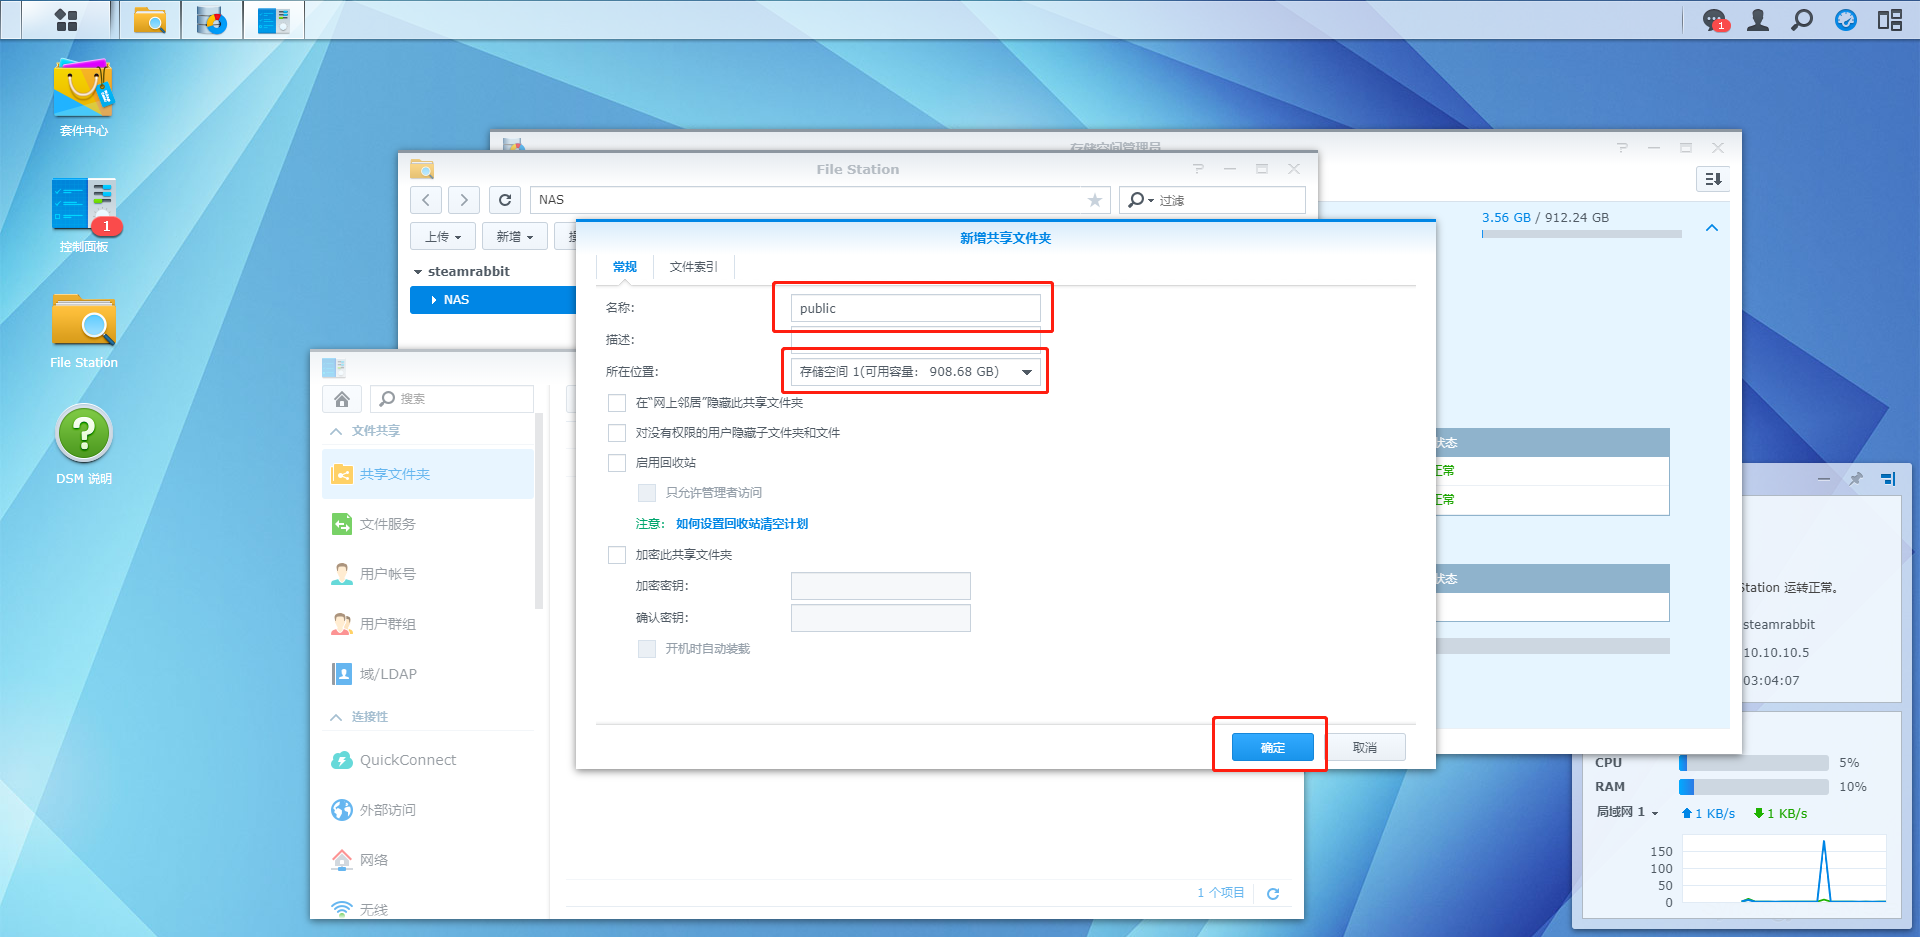 1
套件中心
1
控制面板
File Station
DSM 说明
存储空间管理员
3.56 GB / 912.24 GB
状态
正常
正常
状态
File Station
NAS
过滤
上传
新增
steamrabbit
NAS
搜索
文件共享
共享文件夹
文件服务
用户帐号
用户群组
域/LDAP
连接性
QuickConnect
外部访问
网络
无线
1 个项目
新增共享文件夹
常规
文件索引
名称:
public
描述:
所在位置:
存储空间 1(可用容量: 908.68 GB)
在“网上邻居”隐藏此共享文件夹
对没有权限的用户隐藏子文件夹和文件
启用回收站
只允许管理者访问
注意: 如何设置回收站清空计划
加密此共享文件夹
加密密钥:
确认密钥:
开机时自动装载
确定
取消
Station 运转正常。
steamrabbit
10.10.10.5
03:04:07
CPU 5%
RAM 10%
局域网 1 1 KB/s 1 KB/s
150
100
50
0